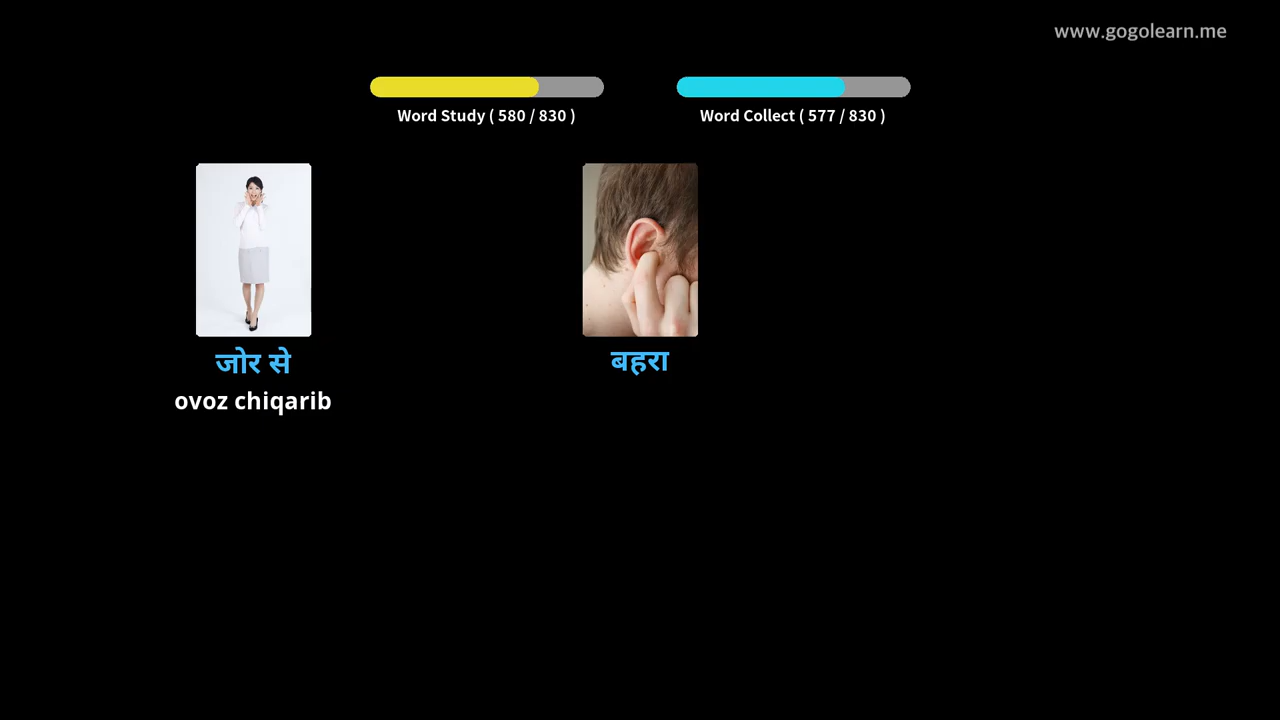 www.gogolearn.me
Word Study ( 580 / 830 )
Word Collect ( 577 / 830 )
जोर से
ovoz chiqarib
बहरा